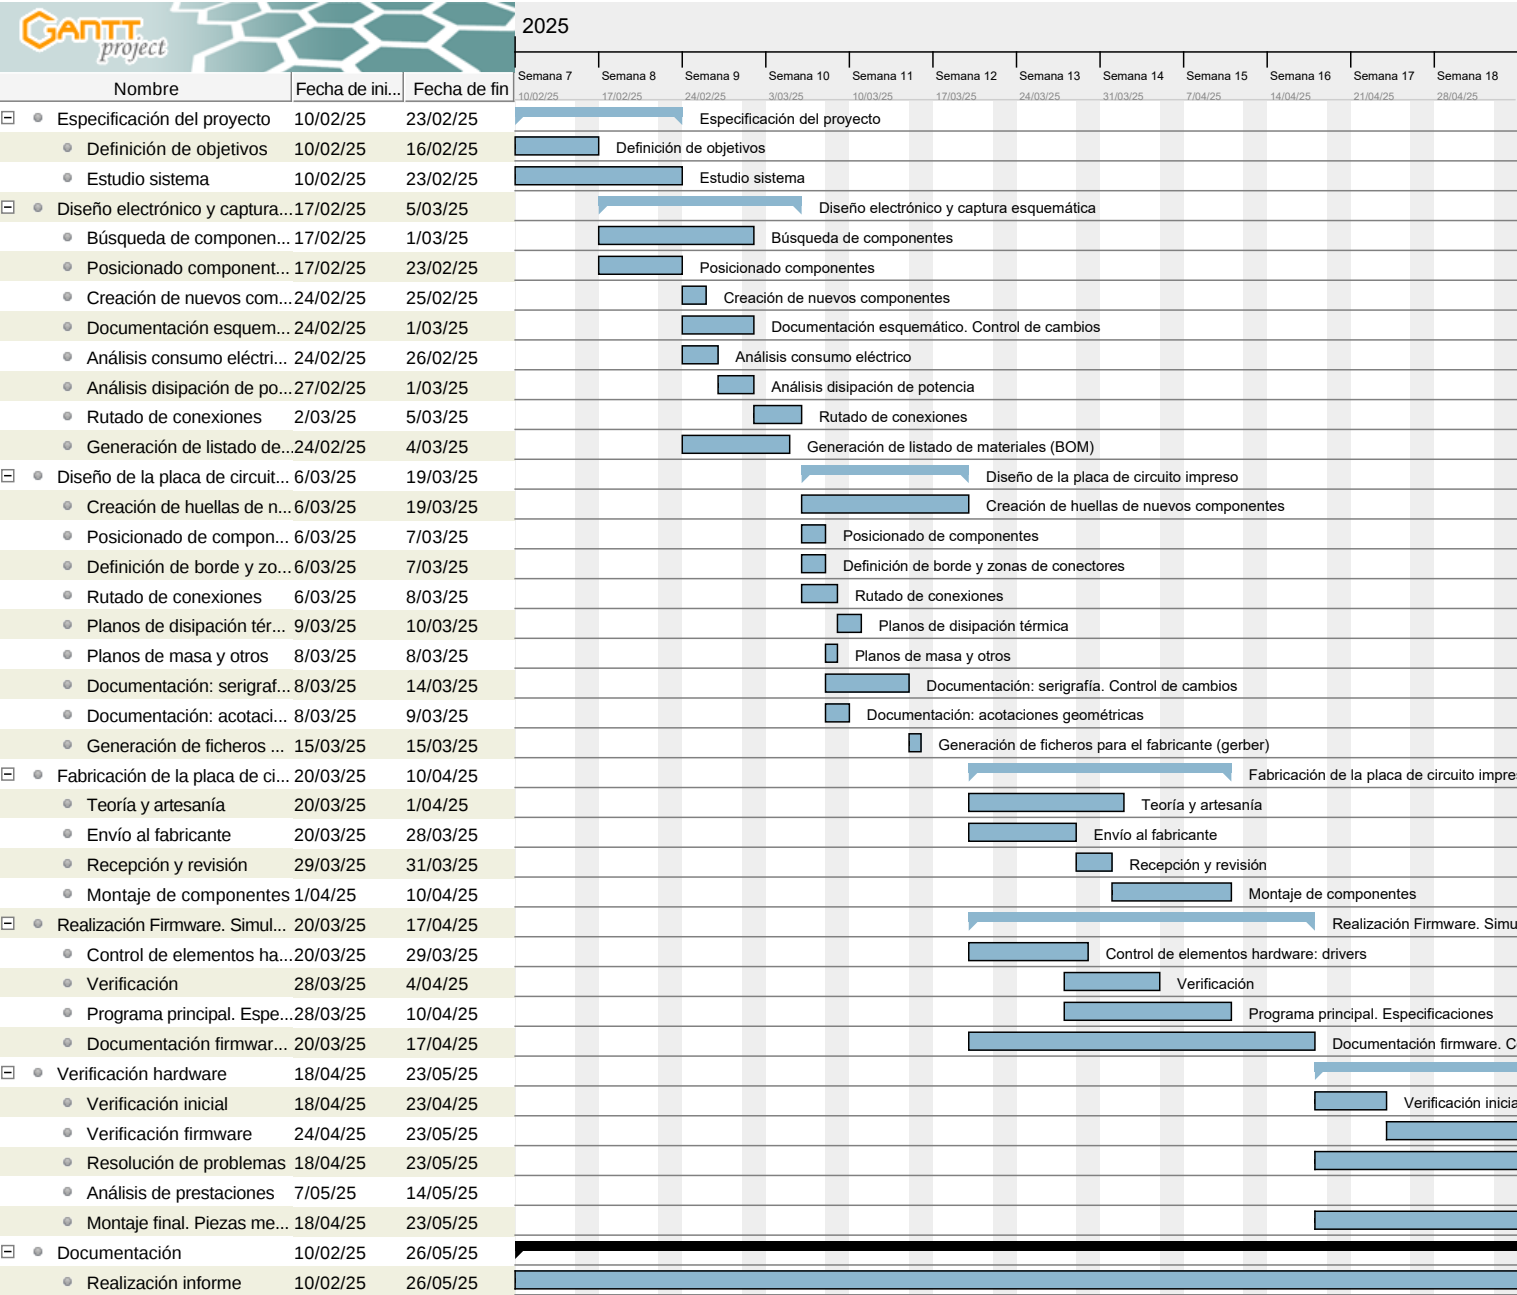 GANTT
project
2025
Semana 7 Semana 8 Semana 9 Semana 10 Semana 11 Semana 12 Semana 13 Semana 14 Semana 15 Semana 16 Semana 17 Semana 18
Nombre Fecha de ini... Fecha de fin
10/02/25 17/02/25 24/02/25 3/03/25 10/03/25 17/03/25 24/03/25 31/03/25 7/04/25 14/04/25 21/04/25 28/04/25
Especificación del proyecto 10/02/25 23/02/25 Especificación del proyecto
Definición de objetivos 10/02/25 16/02/25 Definición de objetivos
Estudio sistema 10/02/25 23/02/25 Estudio sistema
Diseño electrónico y captura... 17/02/25 5/03/25 Diseño electrónico y captura esquemática
Búsqueda de componen... 17/02/25 1/03/25 Búsqueda de componentes
Posicionado component... 17/02/25 23/02/25 Posicionado componentes
Creación de nuevos com... 24/02/25 25/02/25 Creación de nuevos componentes
Documentación esquem... 24/02/25 1/03/25 Documentación esquemático. Control de cambios
Análisis consumo eléctri... 24/02/25 26/02/25 Análisis consumo eléctrico
Análisis disipación de po... 27/02/25 1/03/25 Análisis disipación de potencia
Rutado de conexiones 2/03/25 5/03/25 Rutado de conexiones
Generación de listado de... 24/02/25 4/03/25 Generación de listado de materiales (BOM)
Diseño de la placa de circuit... 6/03/25 19/03/25 Diseño de la placa de circuito impreso
Creación de huellas de n... 6/03/25 19/03/25 Creación de huellas de nuevos componentes
Posicionado de compon... 6/03/25 7/03/25 Posicionado de componentes
Definición de borde y zo... 6/03/25 7/03/25 Definición de borde y zonas de conectores
Rutado de conexiones 6/03/25 8/03/25 Rutado de conexiones
Planos de disipación tér... 9/03/25 10/03/25 Planos de disipación térmica
Planos de masa y otros 8/03/25 8/03/25 Planos de masa y otros
Documentación: serigraf... 8/03/25 14/03/25 Documentación: serigrafía. Control de cambios
Documentación: acotaci... 8/03/25 9/03/25 Documentación: acotaciones geométricas
Generación de ficheros ... 15/03/25 15/03/25 Generación de ficheros para el fabricante (gerber)
Fabricación de la placa de ci... 20/03/25 10/04/25 Fabricación de la placa de circuito impre
Teoría y artesanía 20/03/25 1/04/25 Teoría y artesanía
Envío al fabricante 20/03/25 28/03/25 Envío al fabricante
Recepción y revisión 29/03/25 31/03/25 Recepción y revisión
Montaje de componentes 1/04/25 10/04/25 Montaje de componentes
Realización Firmware. Simul... 20/03/25 17/04/25 Realización Firmware. Simu
Control de elementos ha... 20/03/25 29/03/25 Control de elementos hardware: drivers
Verificación 28/03/25 4/04/25 Verificación
Programa principal. Espe... 28/03/25 10/04/25 Programa principal. Especificaciones
Documentación firmwar... 20/03/25 17/04/25 Documentación firmware. C
Verificación hardware 18/04/25 23/05/25
Verificación inicial 18/04/25 23/04/25 Verificación inicia
Verificación firmware 24/04/25 23/05/25
Resolución de problemas 18/04/25 23/05/25
Análisis de prestaciones 7/05/25 14/05/25
Montaje final. Piezas me... 18/04/25 23/05/25
Documentación 10/02/25 26/05/25
Realización informe 10/02/25 26/05/25